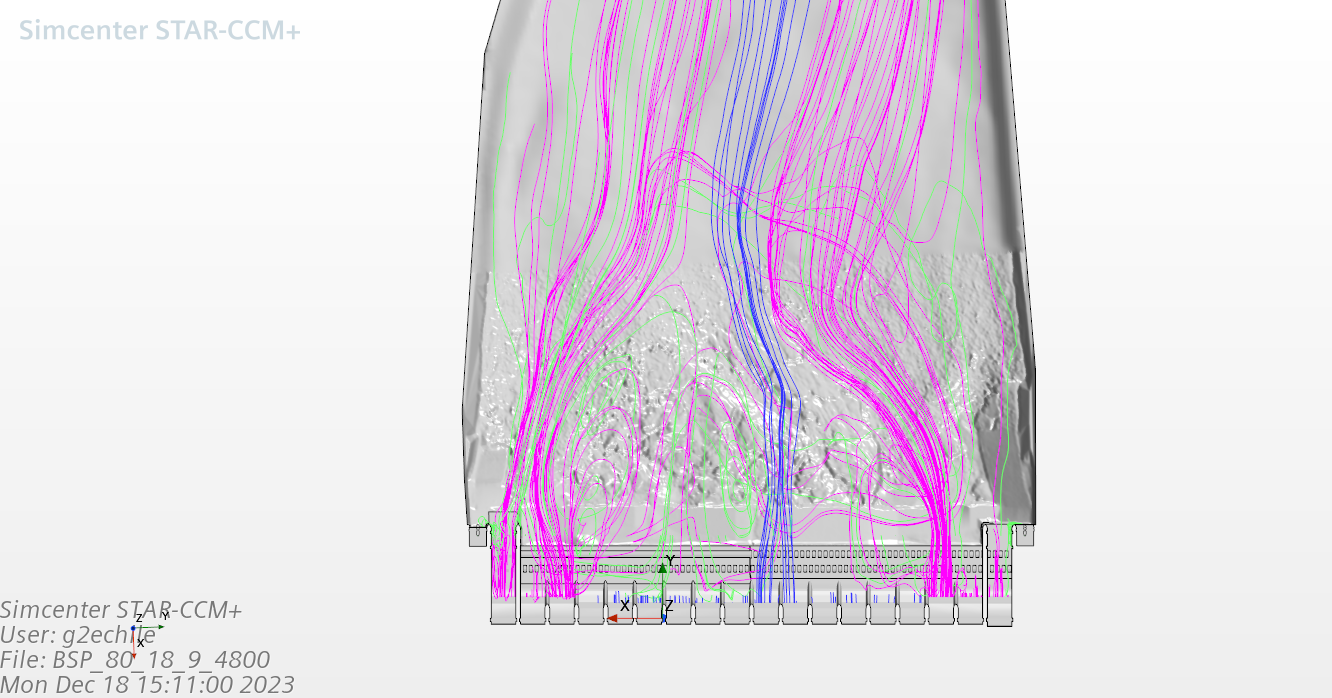 Simcenter STAR-CCM+
Y
X
Z
Simcenter STAR-CCM+
Z
Y
User: g2echile
X
File: BSP_80_18_9_4800
Mon Dec 18 15:11:00 2023